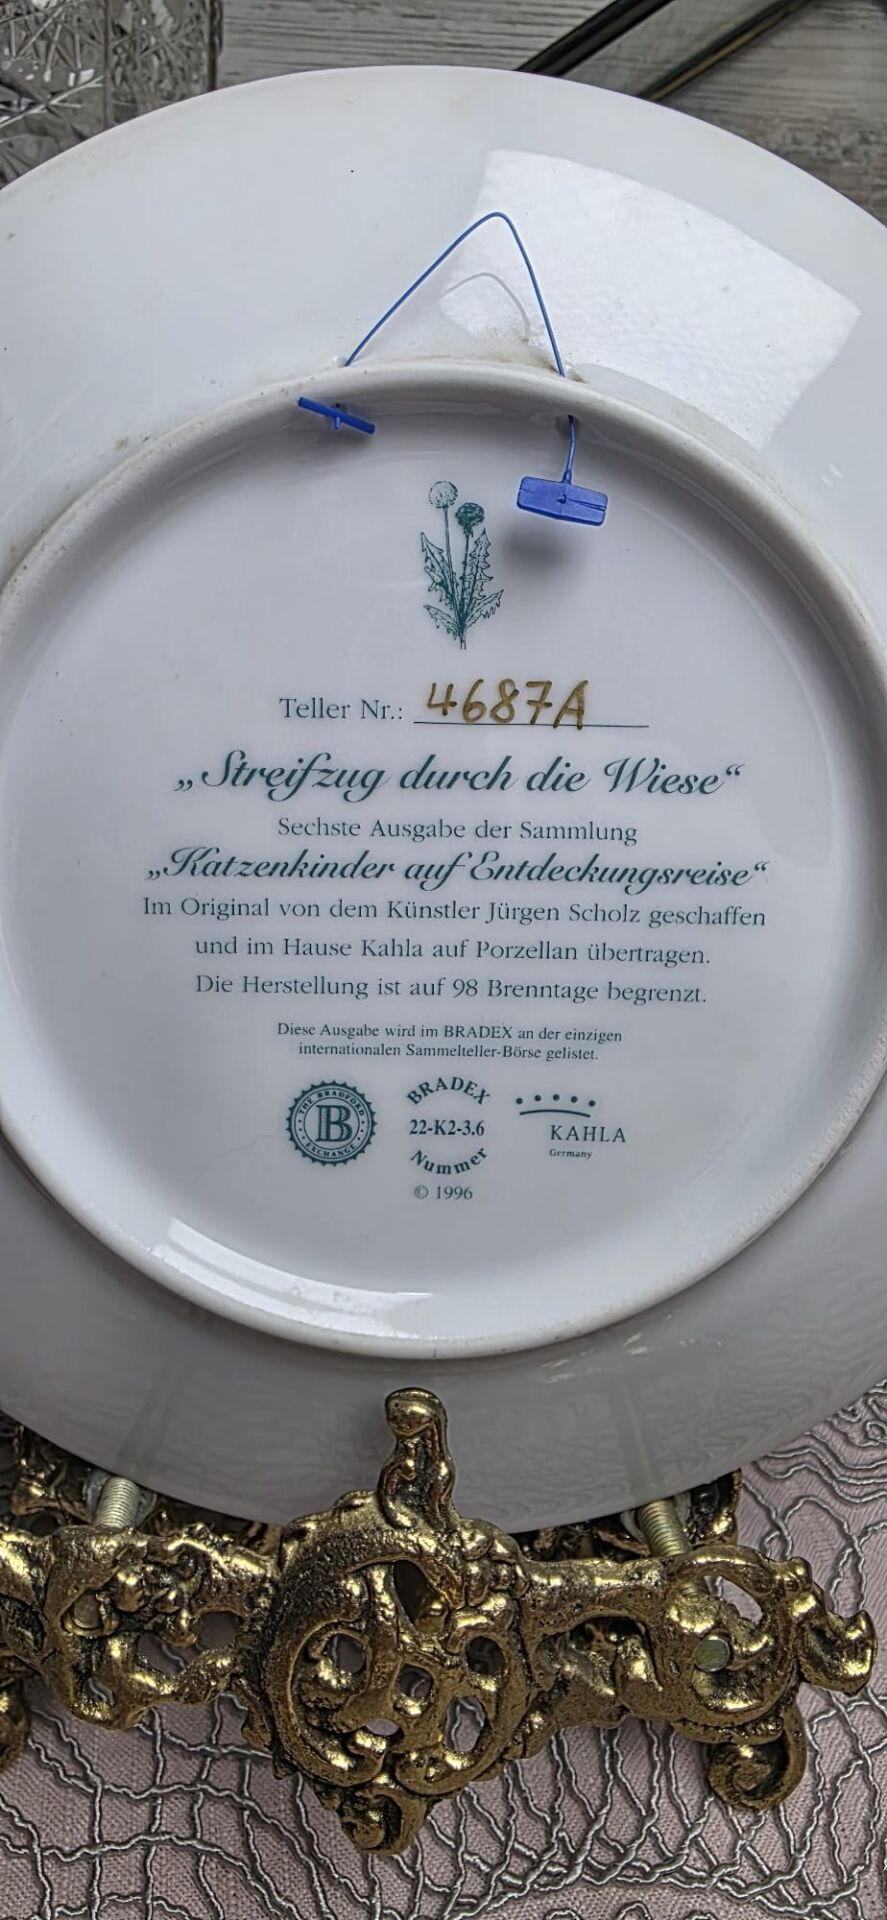 Teller Nr.: 4687A
„Streifzug durch die Wiese“
Sechste Ausgabe der Sammlung
„Katzenkinder auf Entdeckungsreise“
Im Original von dem Künstler Jürgen Scholz geschaffen
und im Hause Kahla auf Porzellan übertragen.
Die Herstellung ist auf 98 Brenntage begrenzt.
Diese Ausgabe wird im BRADEX an der einzigen
internationalen Sammelteller-Börse gelistet.
THE BRADFORD
B
EXCHANGE
BRADEX
22-K2-3.6
Nummer
KAHLA
Germany
© 1996